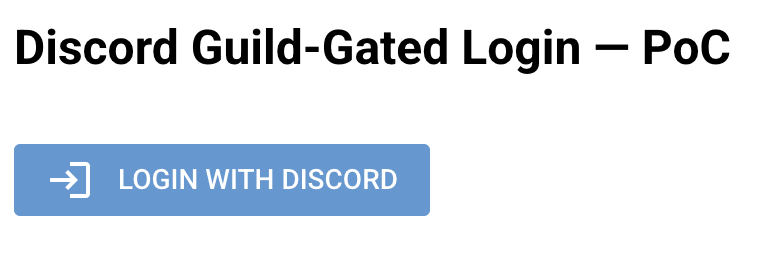 Discord Guild-Gated Login — PoC
LOGIN WITH DISCORD